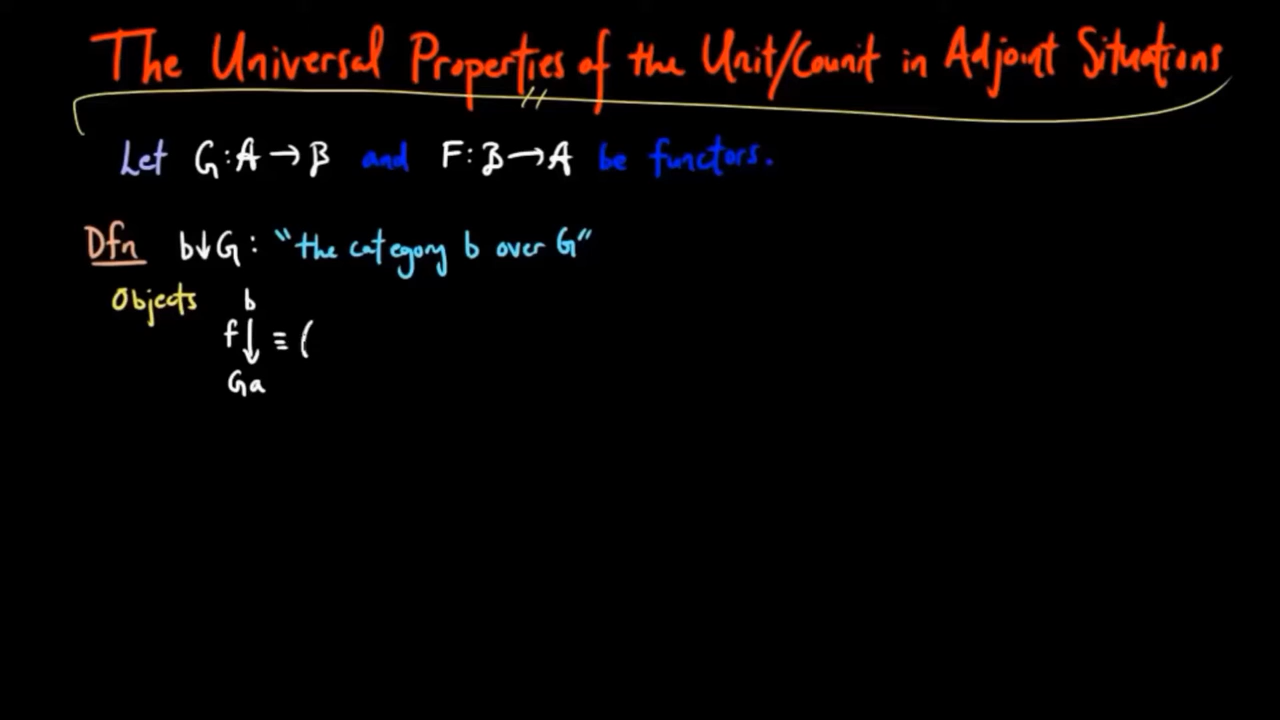 The Universal Properties of the Unit/Counit in Adjoint Situations
Let G:A→B and F:B→A be functors.
Dfn b↓G: "the category b over G"
Objects b
f↓ ≡ (
Ga